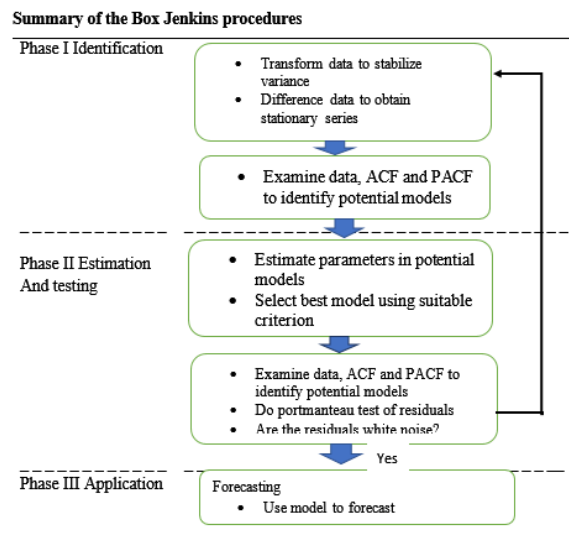 Summary of the Box Jenkins procedures
Phase I Identification
• Transform data to stabilize
variance
• Difference data to obtain
stationary series
• Examine data, ACF and PACF
to identify potential models
Phase II Estimation
And testing
• Estimate parameters in potential
models
• Select best model using suitable
criterion
• Examine data, ACF and PACF to
identify potential models
• Do portmanteau test of residuals
• Are the residuals white noise?
Yes
Phase III Application
Forecasting
• Use model to forecast